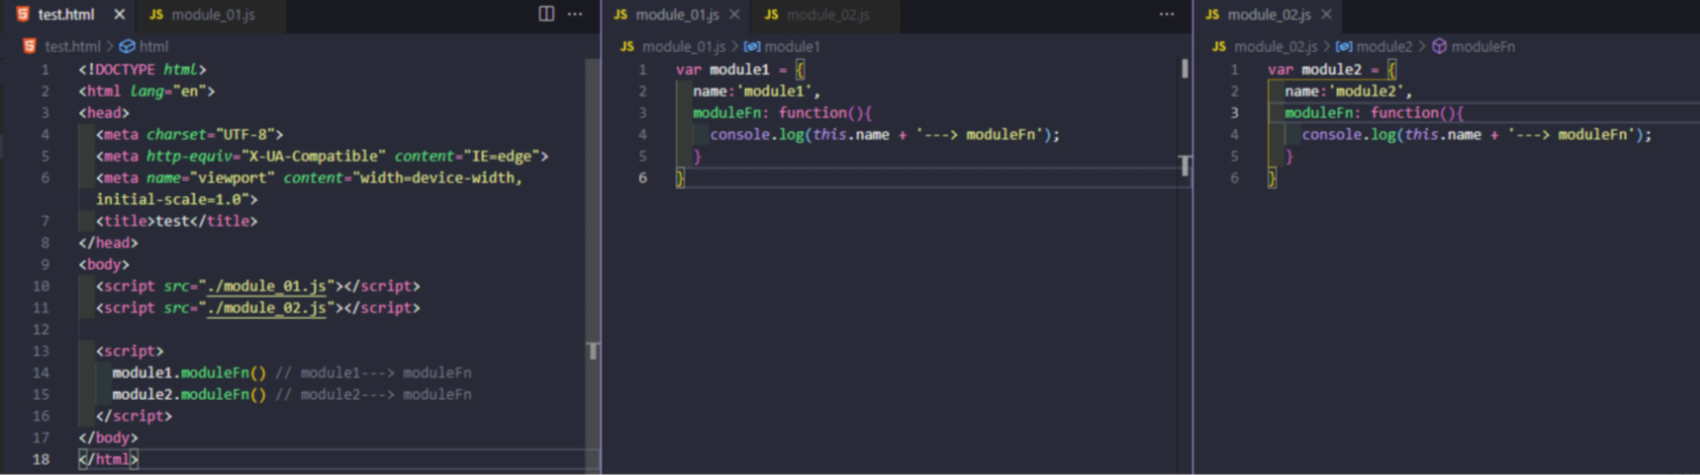 test.html
JS module_01.js
test.html > html
1 <!DOCTYPE html>
2 <html lang="en">
3 <head>
4 <meta charset="UTF-8">
5 <meta http-equiv="X-UA-Compatible" content="IE=edge">
6 <meta name="viewport" content="width=device-width,
initial-scale=1.0">
7 <title>test</title>
8 </head>
9 <body>
10 <script src="./module_01.js"></script>
11 <script src="./module_02.js"></script>
12
13 <script>
14 module1.moduleFn() // module1---> moduleFn
15 module2.moduleFn() // module2---> moduleFn
16 </script>
17 </body>
18 </html>
JS module_01.js
JS module_02.js
JS module_01.js > module1
1 var module1 = {
2 name:'module1',
3 moduleFn: function(){
4 console.log(this.name + '---> moduleFn');
5 }
6 }
JS module_02.js
JS module_02.js > module2 > moduleFn
1 var module2 = {
2 name:'module2',
3 moduleFn: function(){
4 console.log(this.name + '---> moduleFn');
5 }
6 }